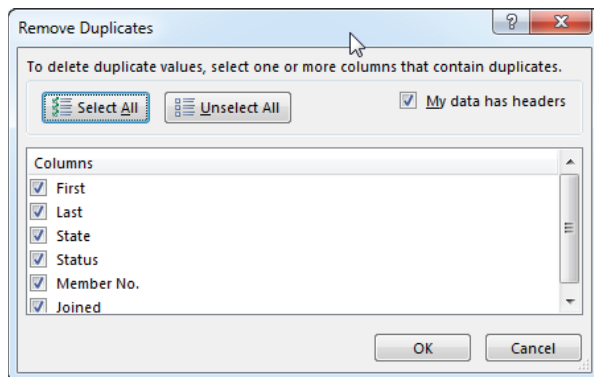 Remove Duplicates
?
To delete duplicate values, select one or more columns that contain duplicates.
Select All
Unselect All
My data has headers
Columns
First
Last
State
Status
Member No.
Joined
OK
Cancel